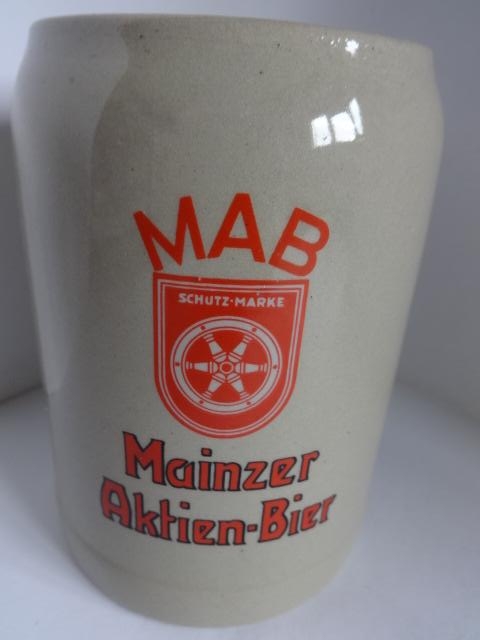 MAB
SCHUTZ-MARKE
Mainzer
Aktien-Bier